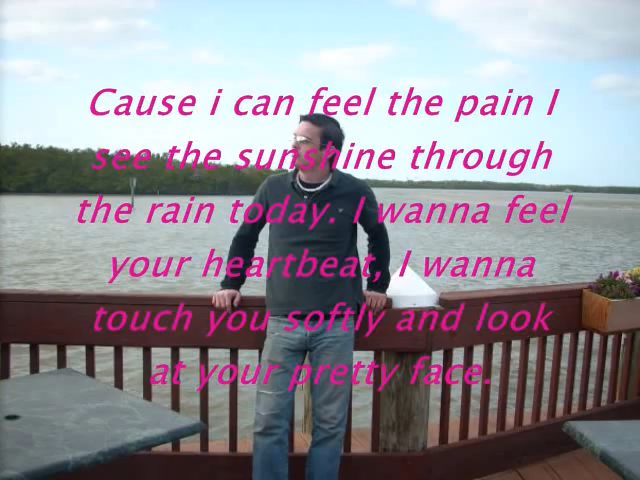 Cause i can feel the pain I
see the sunshine through
the rain today. I wanna feel
your heartbeat, I wanna
touch you softly and look
at your pretty face.